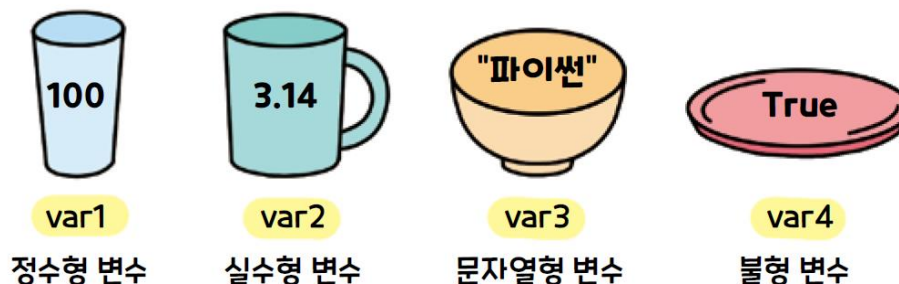 100 3.14 "파이썬" True
var1 var2 var3 var4
정수형 변수 실수형 변수 문자열형 변수 불형 변수